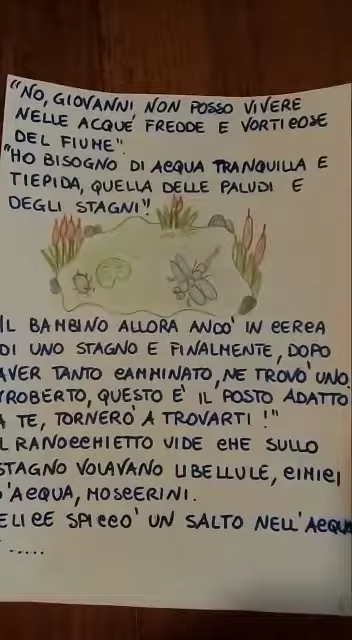 "NO, GIOVANNI NON POSSO VIVERE
NELLE ACQUE FREDDE E VORTICOSE
DEL FIUME".
"HO BISOGNO DI ACQUA TRANQUILLA E
TIEPIDA, QUELLA DELLE PALUDI E
DEGLI STAGNI".
IL BAMBINO ALLORA ANDO' IN CERCA
DI UNO STAGNO E FINALMENTE, DOPO
AVER TANTO CAMMINATO, NE TROVO' UNO.
"ROBERTO, QUESTO E' IL POSTO ADATTO
A TE, TORNERO' A TROVARTI!"
L RANOCCHIETTO VIDE CHE SULLO
STAGNO VOLAVANO LIBELLULE, CIMICI
D'ACQUA, MOSCERINI.
ELICE SPICCO' UN SALTO NELL'ACQUA
.....